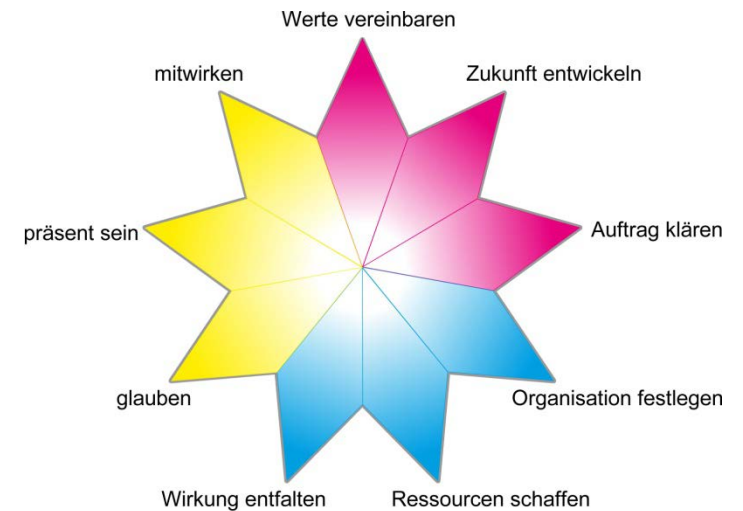 Werte vereinbaren
mitwirken
Zukunft entwickeln
präsent sein
Auftrag klären
glauben
Organisation festlegen
Wirkung entfalten
Ressourcen schaffen